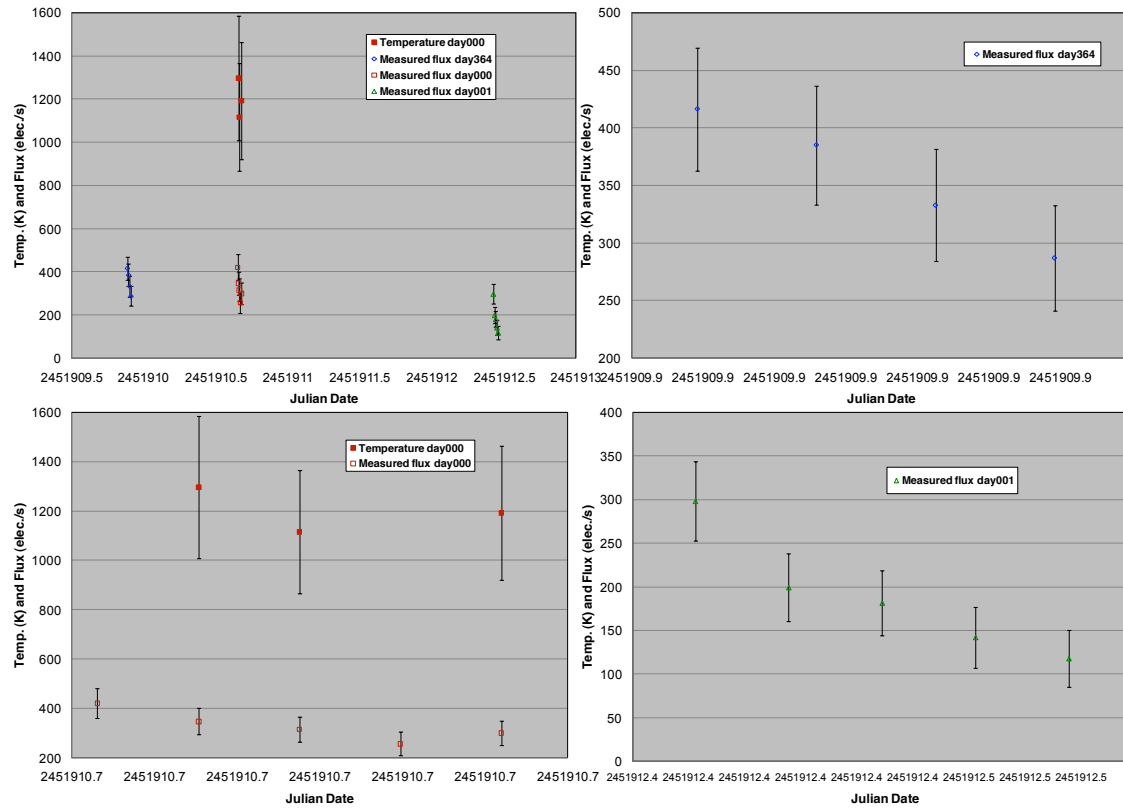 1600
1400
1200
1000
800
600
400
200
0
Temp. (K) and Flux (elec./s)
Temperature day000
Measured flux day364
Measured flux day000
Measured flux day001
2451909.5 2451910 2451910.5 2451911 2451911.5 2451912 2451912.5 2451913
Julian Date
500
450
400
350
300
250
200
Temp. (K) and Flux (elec./s)
Measured flux day364
2451909.9 2451909.9 2451909.9 2451909.9 2451909.9 2451909.9 2451909.9
Julian Date
1600
1400
1200
1000
800
600
400
200
Temp. (K) and Flux (elec./s)
Temperature day000
Measured flux day000
2451910.7 2451910.7 2451910.7 2451910.7 2451910.7 2451910.7 2451910.7
Julian Date
400
350
300
250
200
150
100
50
0
Temp. (K) and Flux (elec./s)
Measured flux day001
2451912.4 2451912.4 2451912.4 2451912.4 2451912.5 2451912.5
Julian Date